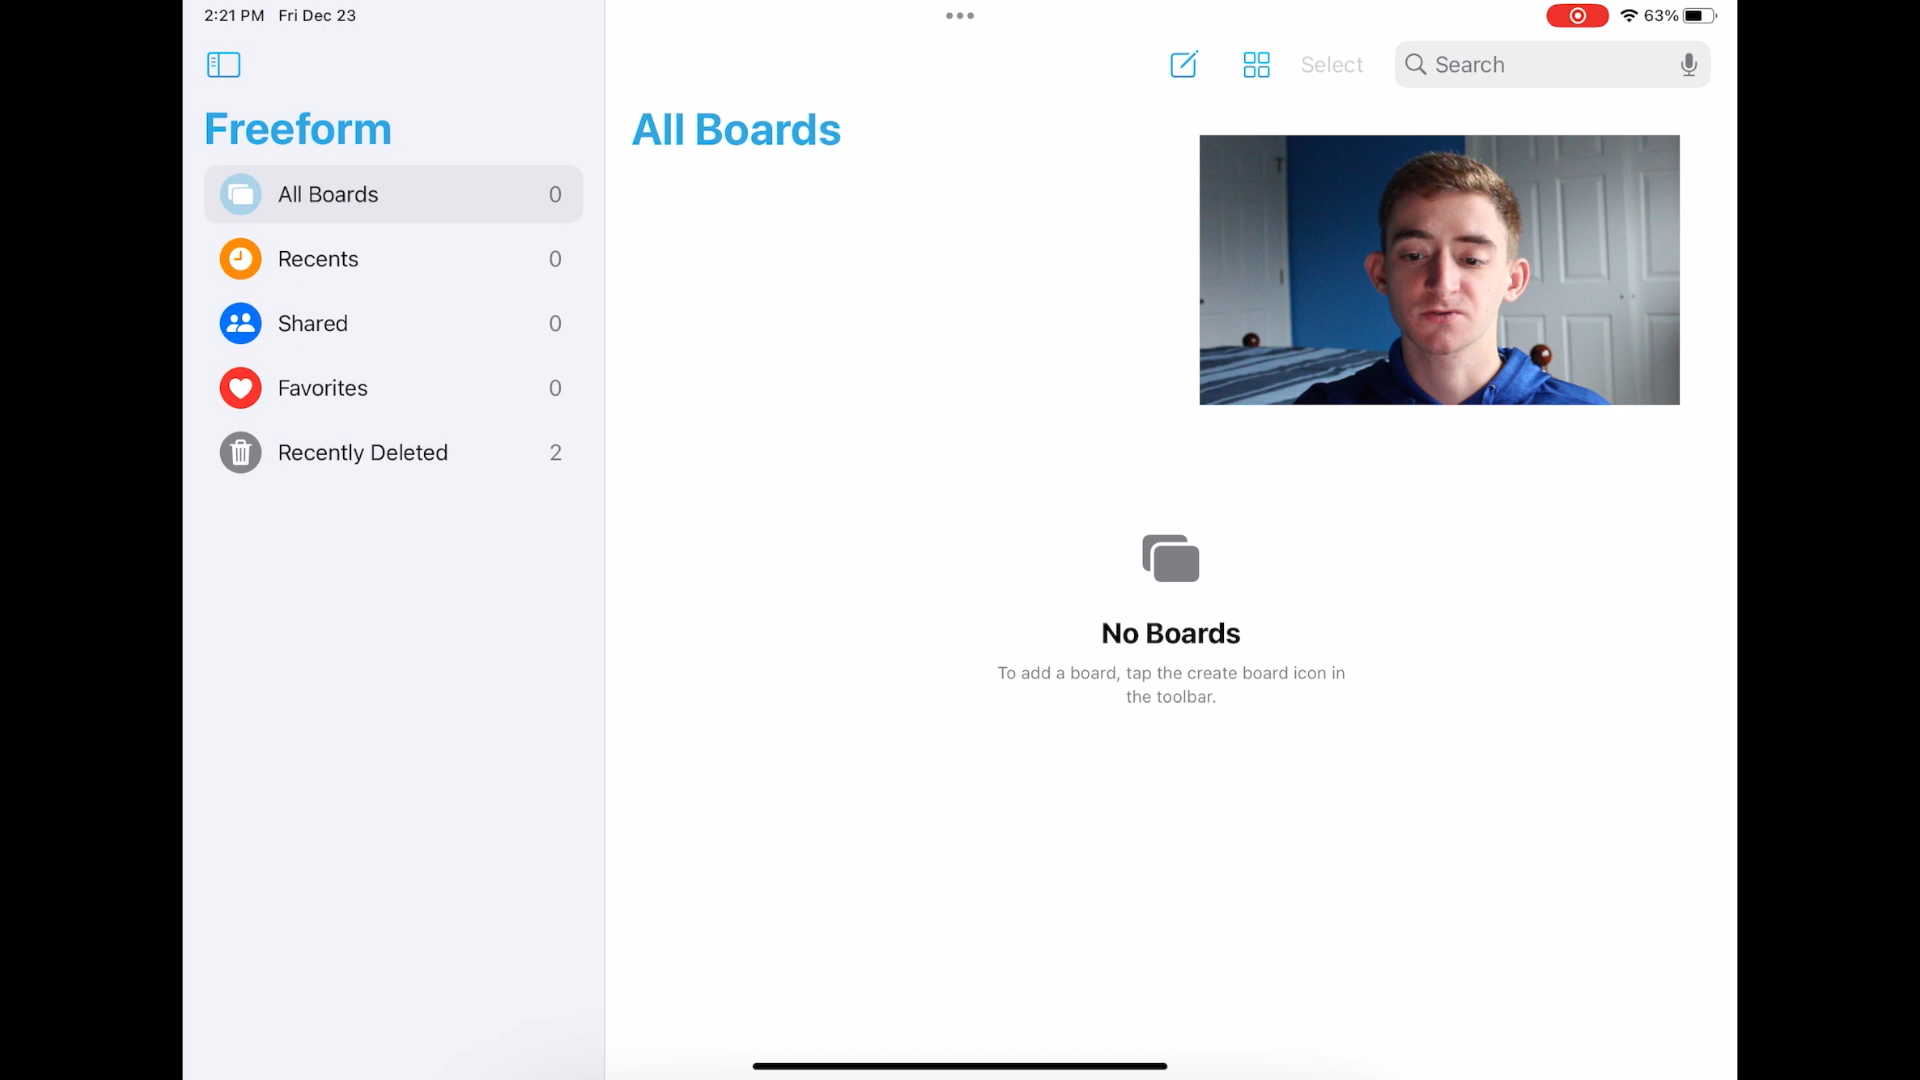 2:21 PM Fri Dec 23
63%
Select
Search
Freeform
All Boards 0
Recents 0
Shared 0
Favorites 0
Recently Deleted 2
All Boards
No Boards
To add a board, tap the create board icon in
the toolbar.